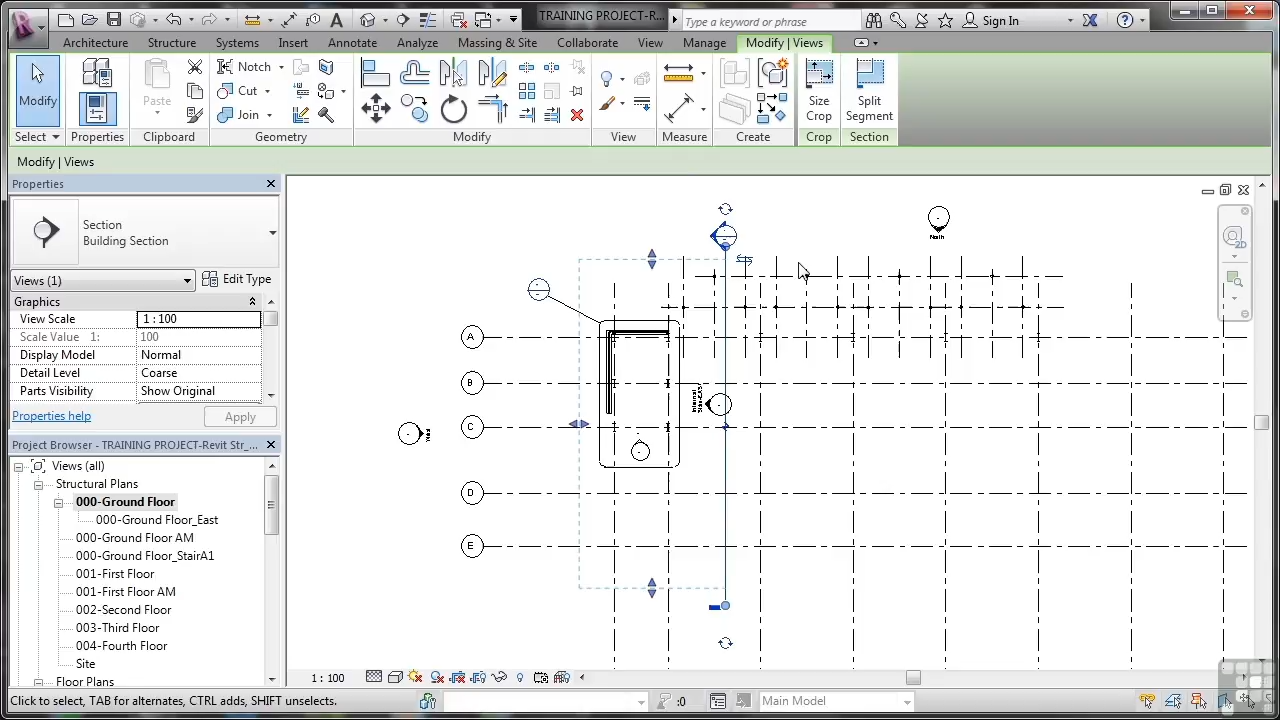 TRAINING PROJECT-R...
Type a keyword or phrase
Sign In
Architecture
Structure
Systems
Insert
Annotate
Analyze
Massing & Site
Collaborate
View
Manage
Modify | Views
Modify
Select
Properties
Paste
Clipboard
Notch
Cut
Join
Geometry
Modify
View
Measure
Create
Size
Crop
Crop
Split
Segment
Section
Modify | Views
Properties
Section
Building Section
Views (1)
Edit Type
Graphics
View Scale
1 : 100
Scale Value 1:
100
Display Model
Normal
Detail Level
Coarse
Parts Visibility
Show Original
Properties help
Apply
Project Browser - TRAINING PROJECT-Revit Str_...
Views (all)
Structural Plans
000-Ground Floor
000-Ground Floor_East
000-Ground Floor AM
000-Ground Floor_StairA1
001-First Floor
001-First Floor AM
002-Second Floor
003-Third Floor
004-Fourth Floor
Site
Floor Plans
North
A
B
C
D
E
1 : 100
Click to select, TAB for alternates, CTRL adds, SHIFT unselects.
:0
Main Model
2D